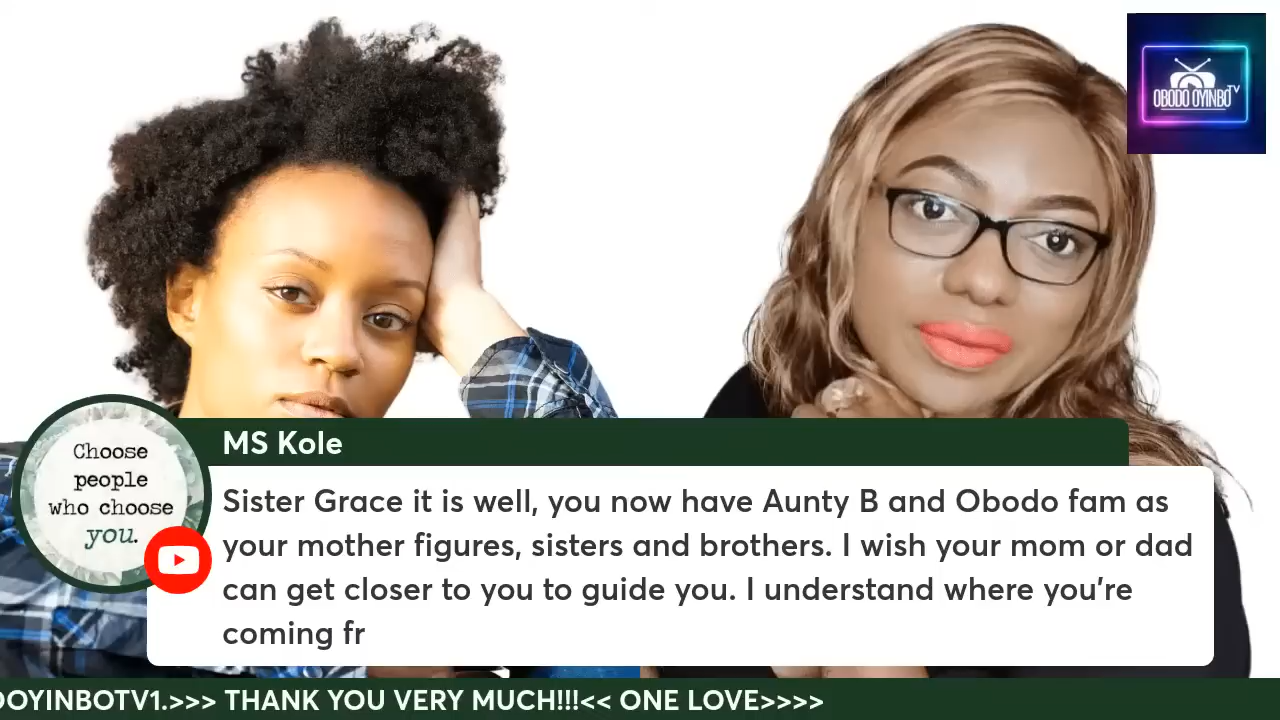 OBODO OYINBO TV
MS Kole
Choose
people
who choose
you.
Sister Grace it is well, you now have Aunty B and Obodo fam as
your mother figures, sisters and brothers. I wish your mom or dad
can get closer to you to guide you. I understand where you're
coming fr
OYINBOTV1.>>> THANK YOU VERY MUCH!!!<< ONE LOVE>>>>